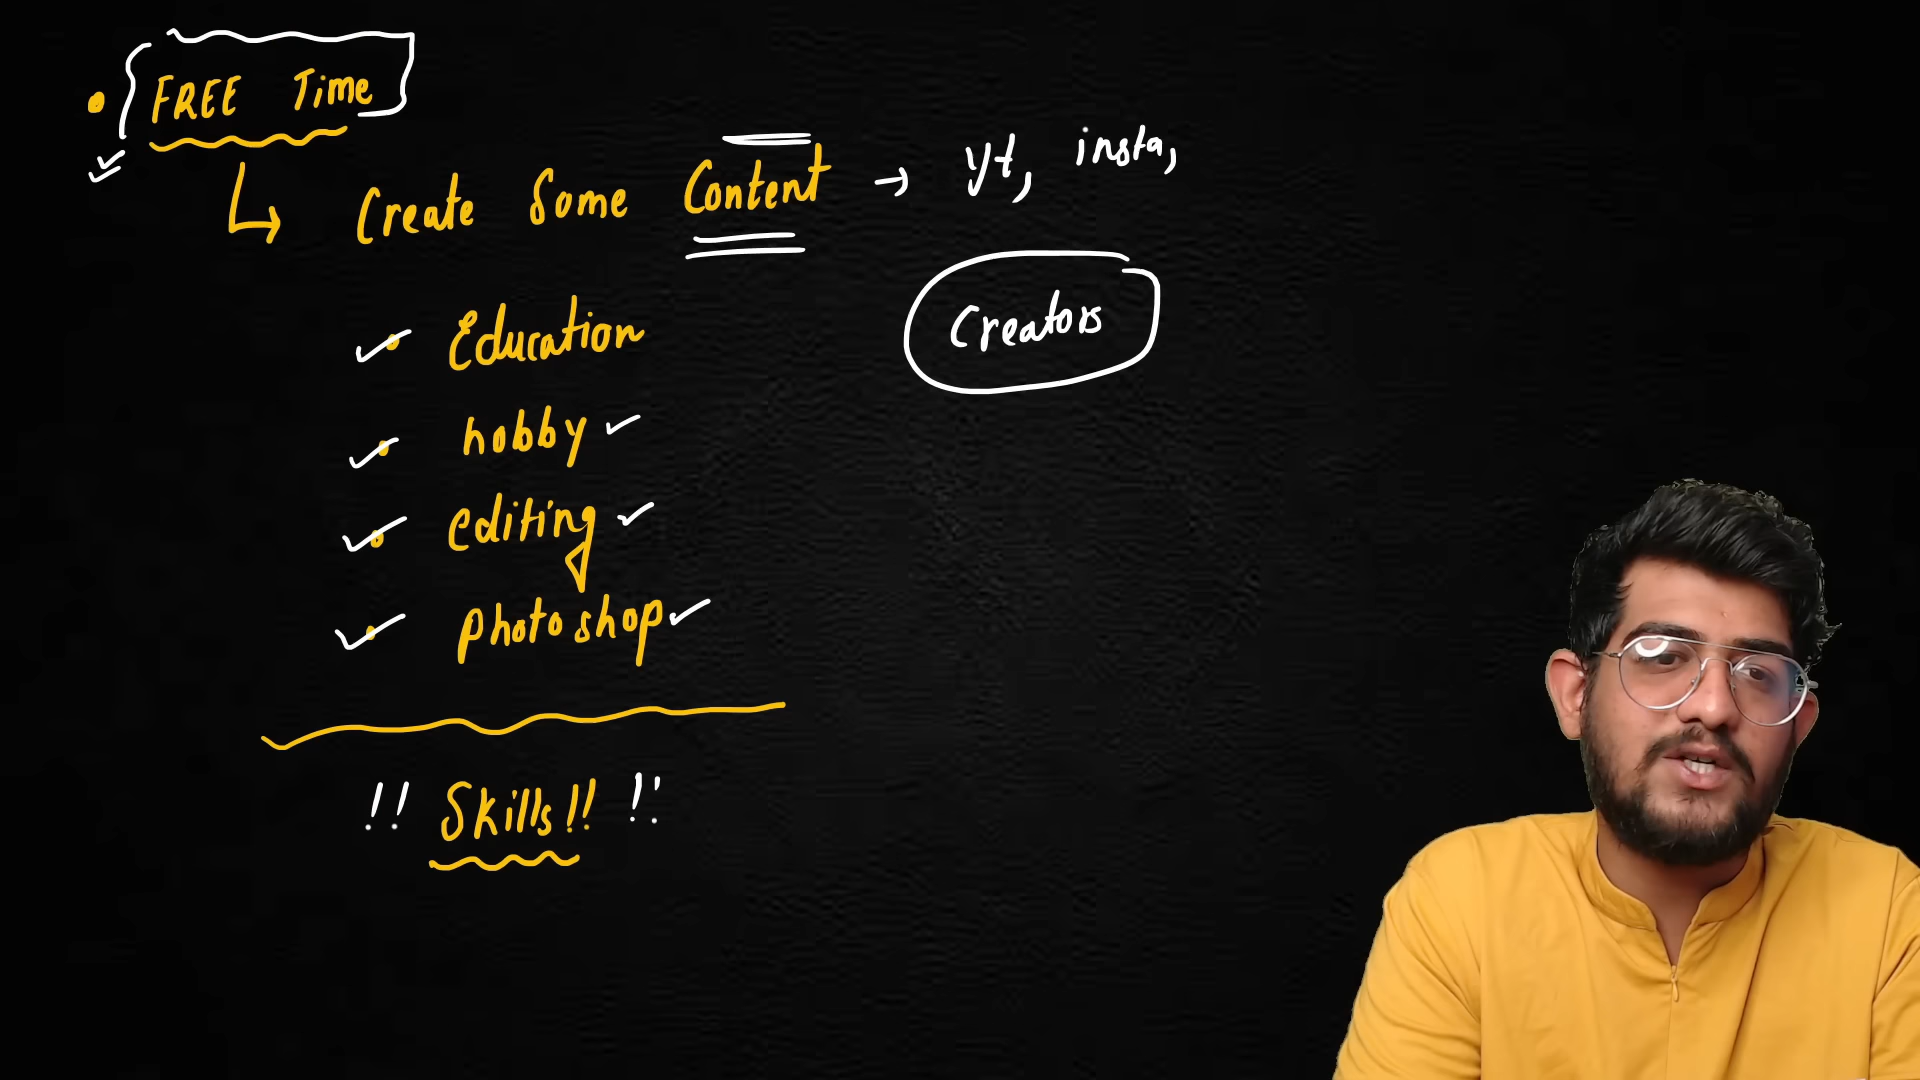 FREE Time
Create Some Content → yt, insta,
Creators
Education
hobby
editing
photoshop
!! Skills!! !!